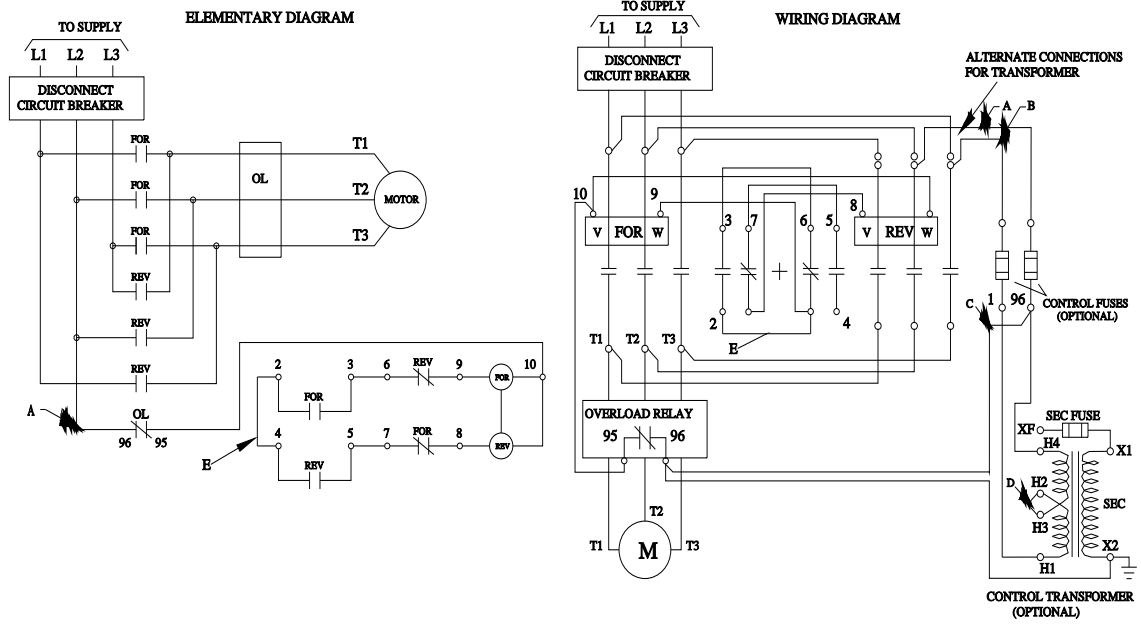 ELEMENTARY DIAGRAM
TO SUPPLY
L1 L2 L3
DISCONNECT
CIRCUIT BREAKER
FOR
T1
FOR
OL
T2
MOTOR
FOR
T3
REV
REV
REV
2 3 6 REV 9 FOR 10
FOR
A
OL
96 95
4 5 7 FOR 8 REV
E
REV
WIRING DIAGRAM
TO SUPPLY
L1 L2 L3
DISCONNECT
CIRCUIT BREAKER
ALTERNATE CONNECTIONS
FOR TRANSFORMER
A B
10 9 3 7 6 5 8
V FOR W
V REV W
C 1 96
CONTROL FUSES
(OPTIONAL)
2 4
T1 T2 T3
E
OVERLOAD RELAY
95 96
SEC FUSE
XF
H4 X1
D H2
SEC
H3
T2
T1 M T3
X2
H1
CONTROL TRANSFORMER
(OPTIONAL)